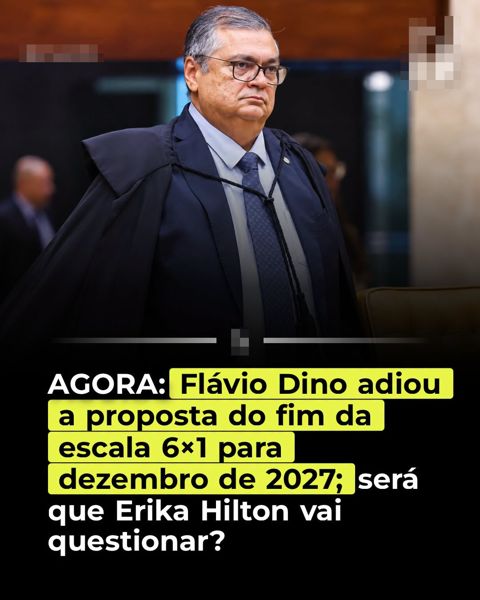 AGORA: Flávio Dino adiou
a proposta do fim da
escala 6×1 para
dezembro de 2027; será
que Erika Hilton vai
questionar?